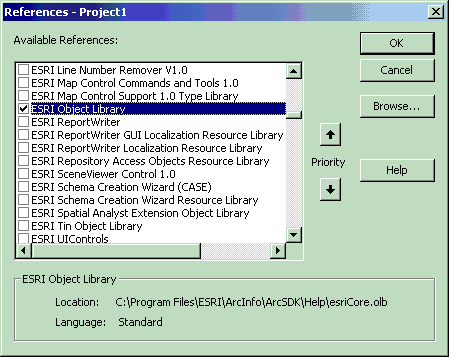 References - Project1
Available References:
OK
ESRI Line Number Remover V1.0
ESRI Map Control Commands and Tools 1.0
Cancel
ESRI Map Control Support 1.0 Type Library
ESRI Object Library
Browse...
ESRI ReportWriter
ESRI ReportWriter GUI Localization Resource Library
ESRI ReportWriter Localization Resource Library
ESRI Repository Access Objects Resource Library
Priority
ESRI SceneViewer Control 1.0
Help
ESRI Schema Creation Wizard (CASE)
ESRI Schema Creation Wizard Resource Library
ESRI Spatial Analyst Extension Object Library
ESRI Tin Object Library
ESRI UIControls
ESRI Object Library
Location: C:\Program Files\ESRI\ArcInfo\ArcSDK\Help\esriCore.olb
Language: Standard